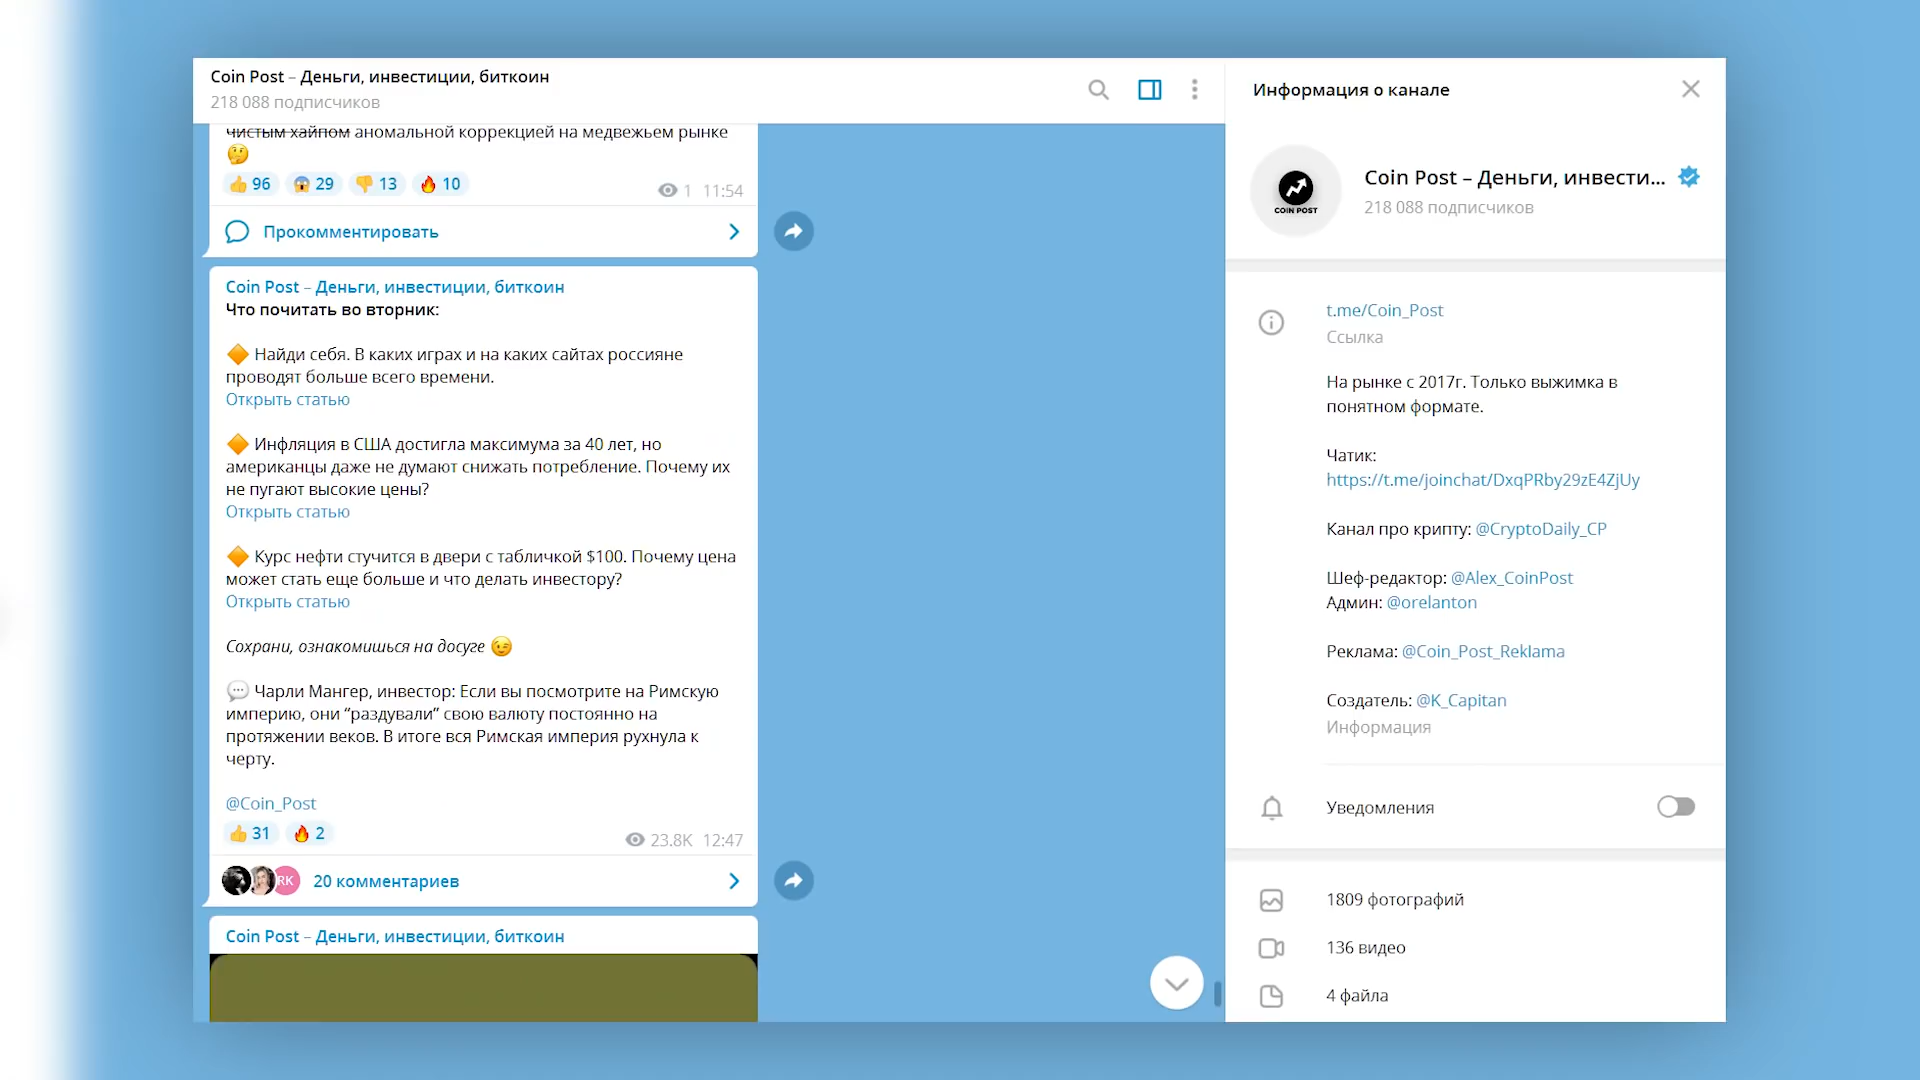 Coin Post – Деньги, инвестиции, биткоин
218 088 подписчиков
чистым хайпом аномальной коррекцией на медвежьем рынке
🤔
👍 96 😱 29 👎 13 🔥 10
1 11:54
Прокомментировать
Coin Post – Деньги, инвестиции, биткоин
Что почитать во вторник:
🔶 Найди себя. В каких играх и на каких сайтах россияне
проводят больше всего времени.
Открыть статью
🔶 Инфляция в США достигла максимума за 40 лет, но
американцы даже не думают снижать потребление. Почему их
не пугают высокие цены?
Открыть статью
🔶 Курс нефти стучится в двери с табличкой $100. Почему цена
может стать еще больше и что делать инвестору?
Открыть статью
Сохрани, ознакомишься на досуге 😉
💬 Чарли Мангер, инвестор: Если вы посмотрите на Римскую
империю, они “раздували” свою валюту постоянно на
протяжении веков. В итоге вся Римская империя рухнула к
черту.
@Coin_Post
👍 31 🔥 2
23.8K 12:47
RK
20 комментариев
Coin Post – Деньги, инвестиции, биткоин
Информация о канале
COIN POST
Coin Post – Деньги, инвести...
218 088 подписчиков
t.me/Coin_Post
Ссылка
На рынке с 2017г. Только выжимка в
понятном формате.
Чатик:
https://t.me/joinchat/DxqPRby29zE4ZjUy
Канал про крипту: @CryptoDaily_CP
Шеф-редактор: @Alex_CoinPost
Админ: @orelanton
Реклама: @Coin_Post_Reklama
Создатель: @K_Capitan
Информация
Уведомления
1809 фотографий
136 видео
4 файла